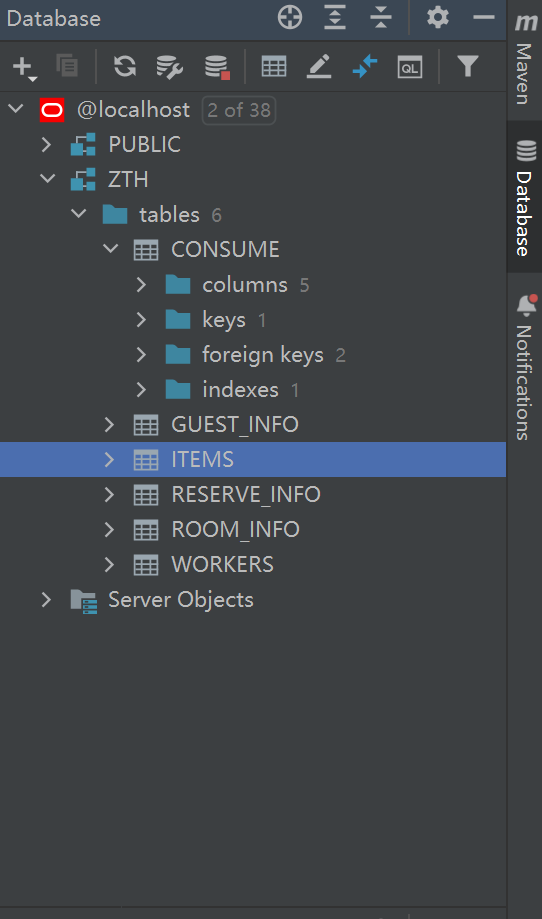 Database
@localhost 2 of 38
PUBLIC
ZTH
tables 6
CONSUME
columns 5
keys 1
foreign keys 2
indexes 1
GUEST_INFO
ITEMS
RESERVE_INFO
ROOM_INFO
WORKERS
Server Objects
QL
m
Maven
Database
Notifications